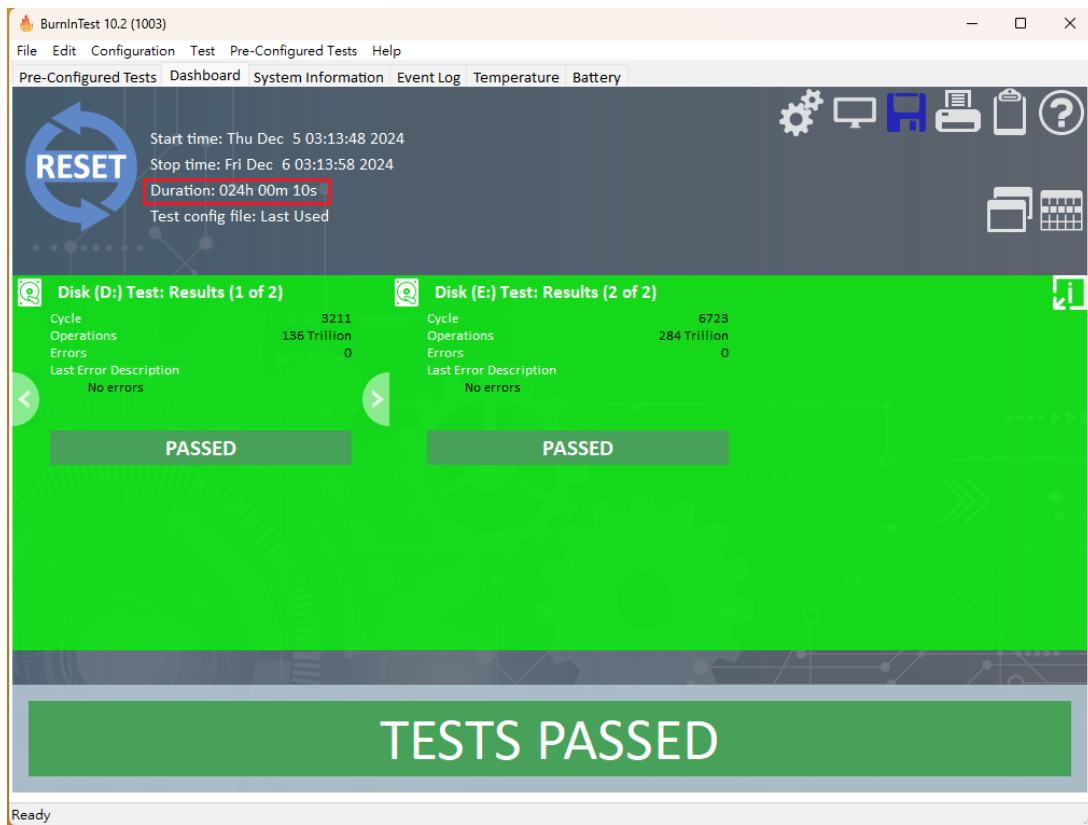 BurnInTest 10.2 (1003)
File Edit Configuration Test Pre-Configured Tests Help
Pre-Configured Tests Dashboard System Information Event Log Temperature Battery
RESET
Start time: Thu Dec 5 03:13:48 2024
Stop time: Fri Dec 6 03:13:58 2024
Duration: 024h 00m 10s
Test config file: Last Used
Disk (D:) Test: Results (1 of 2)
Cycle 3211
Operations 136 Trillion
Errors 0
Last Error Description
No errors
PASSED
Disk (E:) Test: Results (2 of 2)
Cycle 6723
Operations 284 Trillion
Errors 0
Last Error Description
No errors
PASSED
TESTS PASSED
Ready